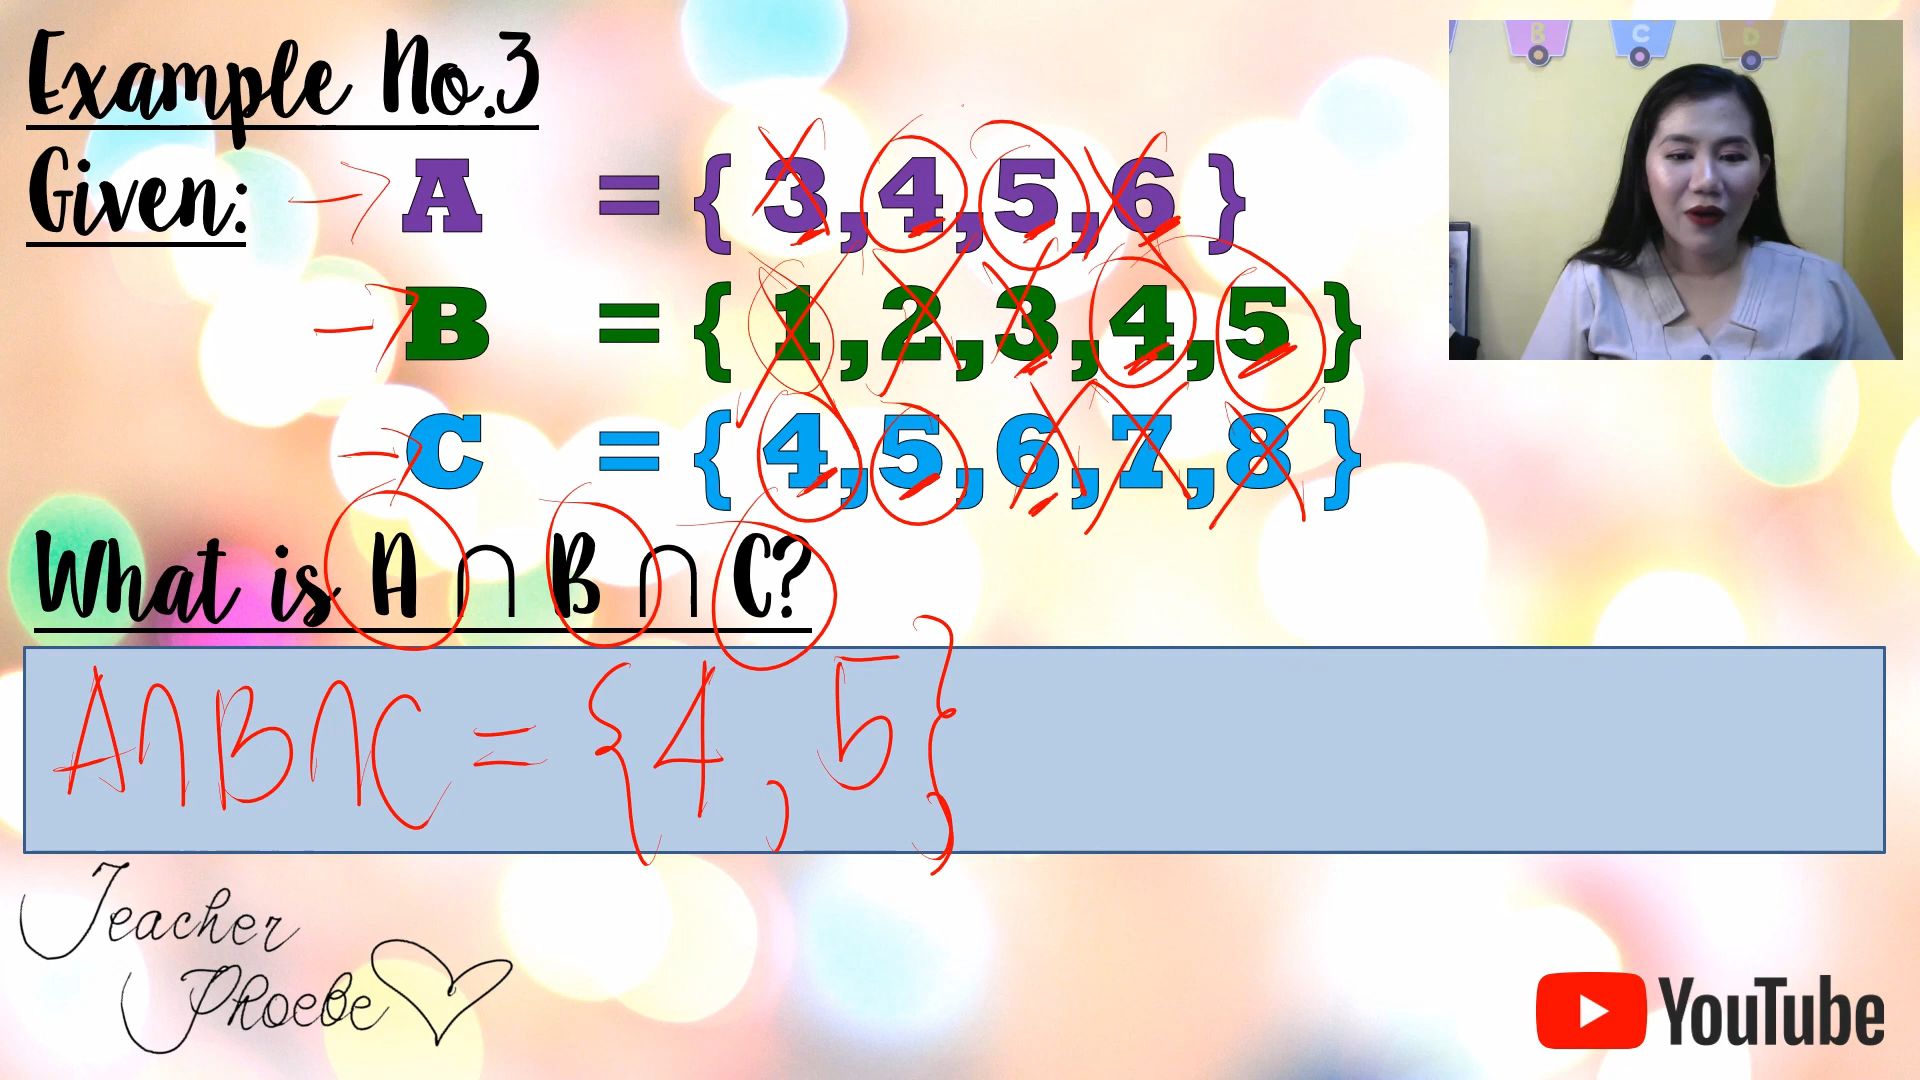 Example No.3
Given:
A = { 3, 4, 5, 6 }
B = { 1, 2, 3, 4, 5 }
C = { 4, 5, 6, 7, 8 }
What is A ∩ B ∩ C?
A∩B∩C = {4, 5}
Teacher
Phoebe
YouTube
B C D